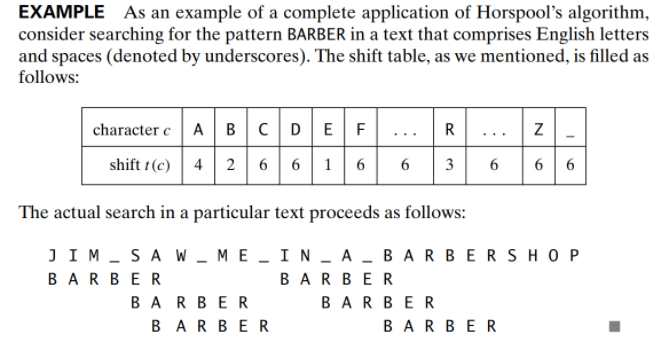 EXAMPLE As an example of a complete application of Horspool's algorithm,
consider searching for the pattern BARBER in a text that comprises English letters
and spaces (denoted by underscores). The shift table, as we mentioned, is filled as
follows:
character c A B C D E F ... R ... Z _
shift t(c) 4 2 6 6 1 6 6 3 6 6 6
The actual search in a particular text proceeds as follows:
J I M _ S A W _ M E _ I N _ A _ B A R B E R S H O P
B A R B E R B A R B E R
B A R B E R B A R B E R
B A R B E R B A R B E R